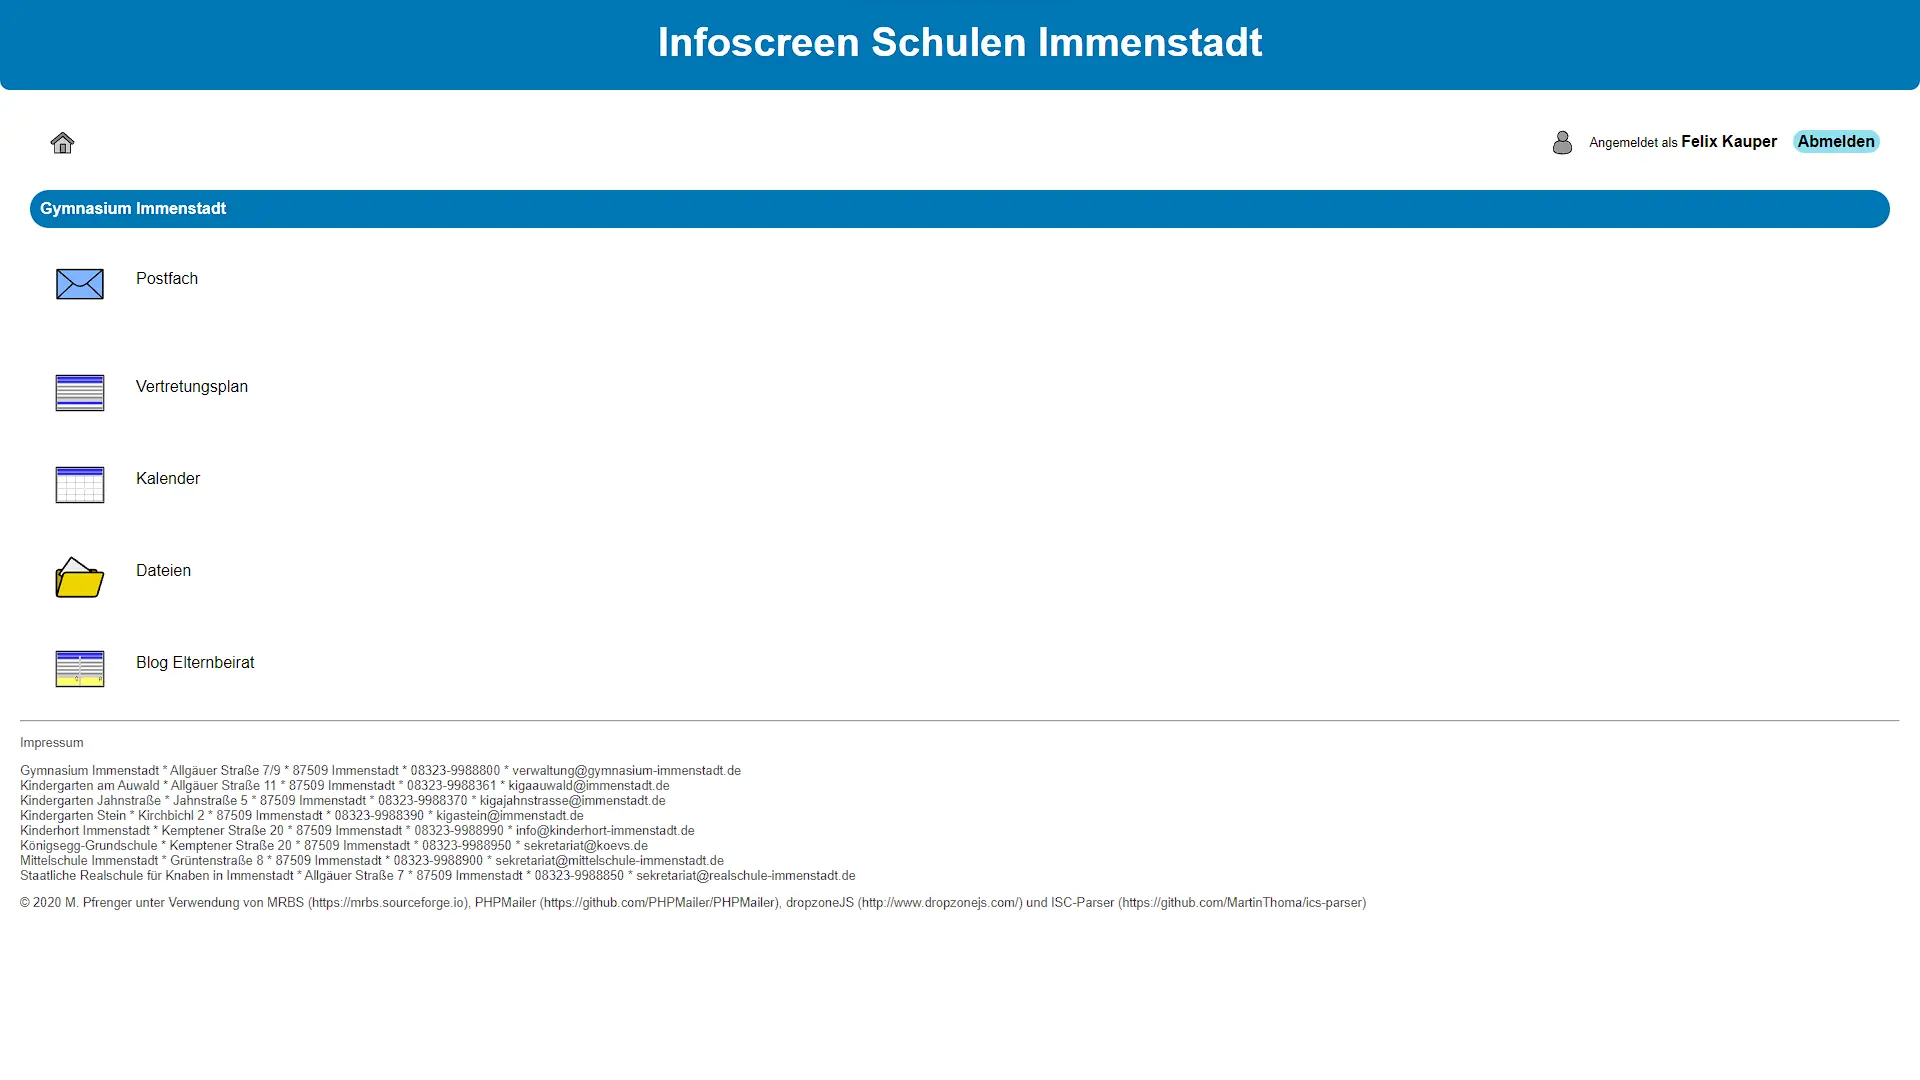 Infoscreen Schulen Immenstadt
Angemeldet als Felix Kauper Abmelden
Gymnasium Immenstadt
Postfach
Vertretungsplan
Kalender
Dateien
Blog Elternbeirat
Impressum
Gymnasium Immenstadt * Allgäuer Straße 7/9 * 87509 Immenstadt * 08323-9988800 * verwaltung@gymnasium-immenstadt.de
Kindergarten am Auwald * Allgäuer Straße 11 * 87509 Immenstadt * 08323-9988361 * kigaauwald@immenstadt.de
Kindergarten Jahnstraße * Jahnstraße 5 * 87509 Immenstadt * 08323-9988370 * kigajahnstrasse@immenstadt.de
Kindergarten Stein * Kirchbichl 2 * 87509 Immenstadt * 08323-9988390 * kigastein@immenstadt.de
Kinderhort Immenstadt * Kemptener Straße 20 * 87509 Immenstadt * 08323-9988990 * info@kinderhort-immenstadt.de
Königsegg-Grundschule * Kemptener Straße 20 * 87509 Immenstadt * 08323-9988950 * sekretariat@koevs.de
Mittelschule Immenstadt * Grüntenstraße 8 * 87509 Immenstadt * 08323-9988900 * sekretariat@mittelschule-immenstadt.de
Staatliche Realschule für Knaben in Immenstadt * Allgäuer Straße 7 * 87509 Immenstadt * 08323-9988850 * sekretariat@realschule-immenstadt.de
© 2020 M. Pfrenger unter Verwendung von MRBS (https://mrbs.sourceforge.io), PHPMailer (https://github.com/PHPMailer/PHPMailer), dropzoneJS (http://www.dropzonejs.com/) und ISC-Parser (https://github.com/MartinThoma/ics-parser)